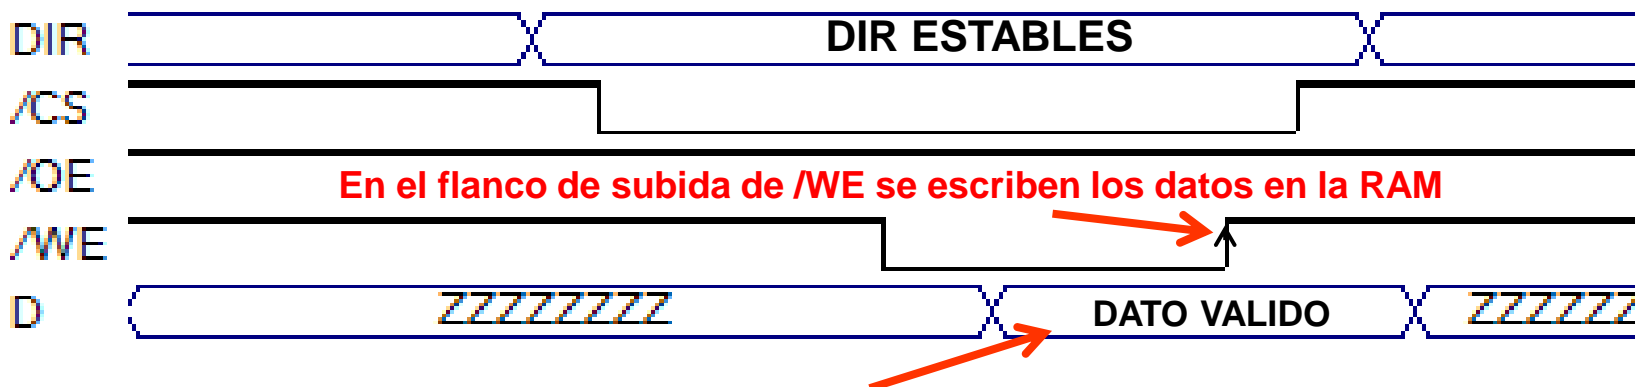 DIR DIR ESTABLES
/CS
/OE
En el flanco de subida de /WE se escriben los datos en la RAM
/WE
D ZZZZZZZZ DATO VALIDO ZZZZZZ